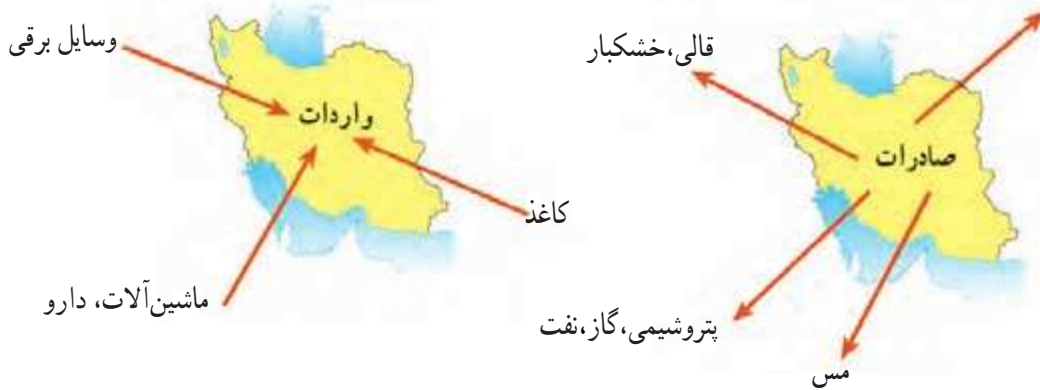 قالی،خشکبار
صادرات
پتروشیمی،گاز،نفت
مس
وسایل برقی
واردات
کاغذ
ماشین‌آلات، دارو